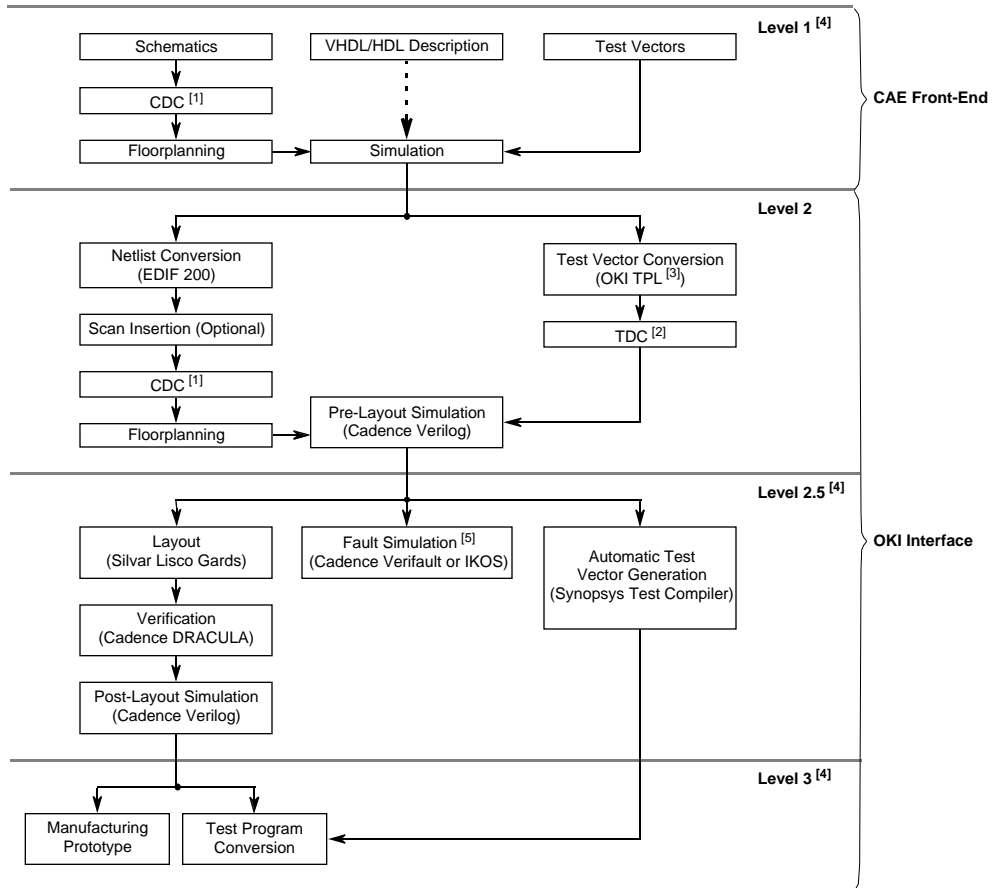 Level 1 [4]
Schematics
VHDL/HDL Description
Test Vectors
CDC [1]
CAE Front-End
Floorplanning
Simulation
Level 2
Netlist Conversion
(EDIF 200)
Test Vector Conversion
(OKI TPL [3])
Scan Insertion (Optional)
TDC [2]
CDC [1]
Pre-Layout Simulation
(Cadence Verilog)
Floorplanning
Level 2.5 [4]
Layout
(Silvar Lisco Gards)
Fault Simulation [5]
(Cadence Verifault or IKOS)
Automatic Test
Vector Generation
(Synopsys Test Compiler)
OKI Interface
Verification
(Cadence DRACULA)
Post-Layout Simulation
(Cadence Verilog)
Level 3 [4]
Manufacturing
Prototype
Test Program
Conversion